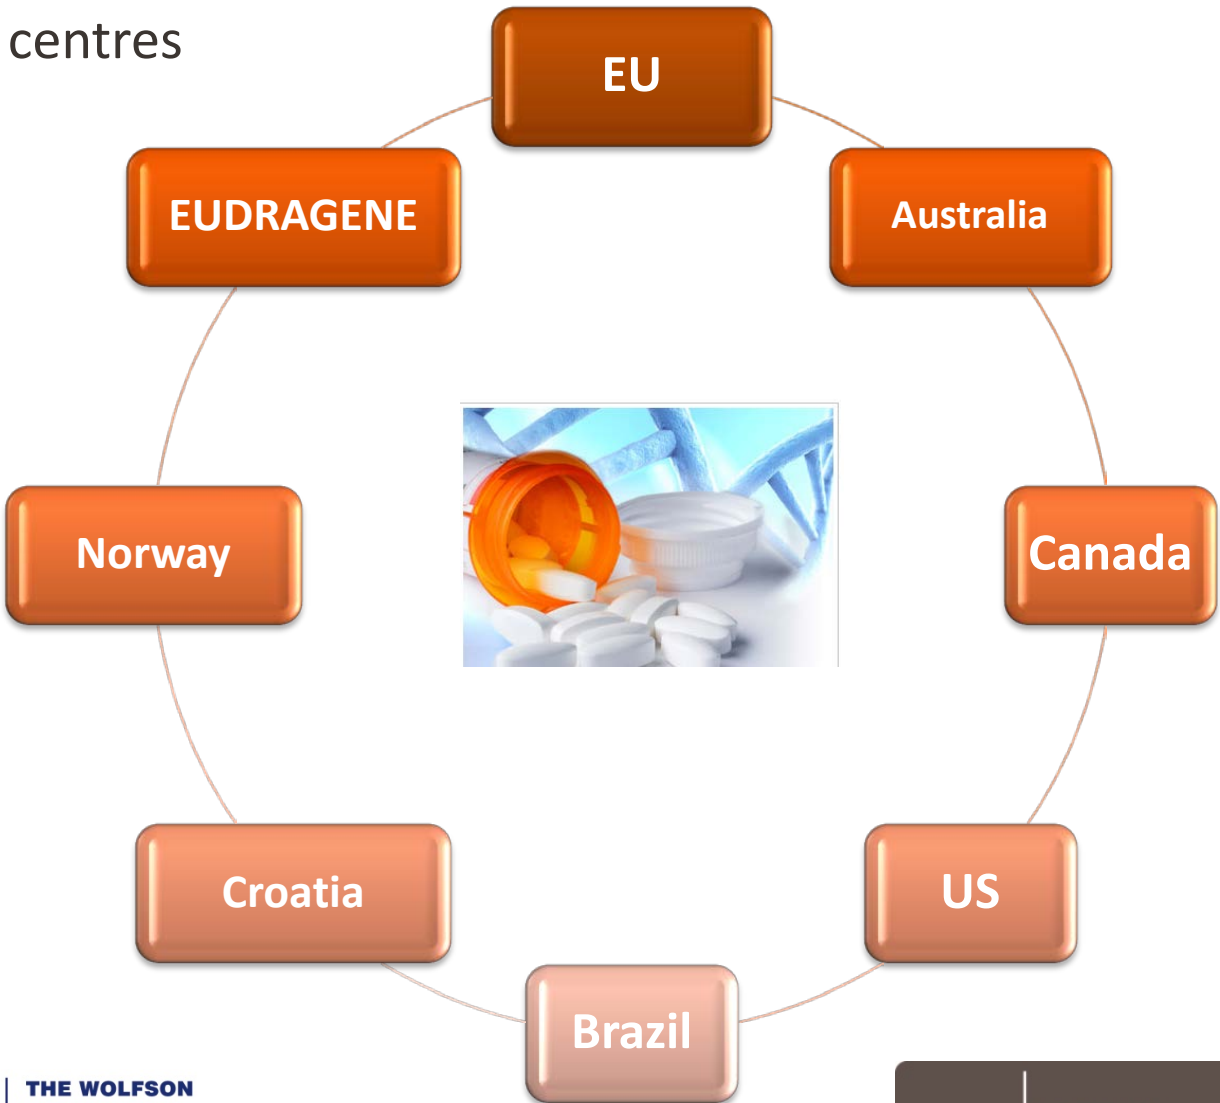 centres
EU
EUDRAGENE
Australia
Norway
Canada
Croatia
US
Brazil
THE WOLFSON